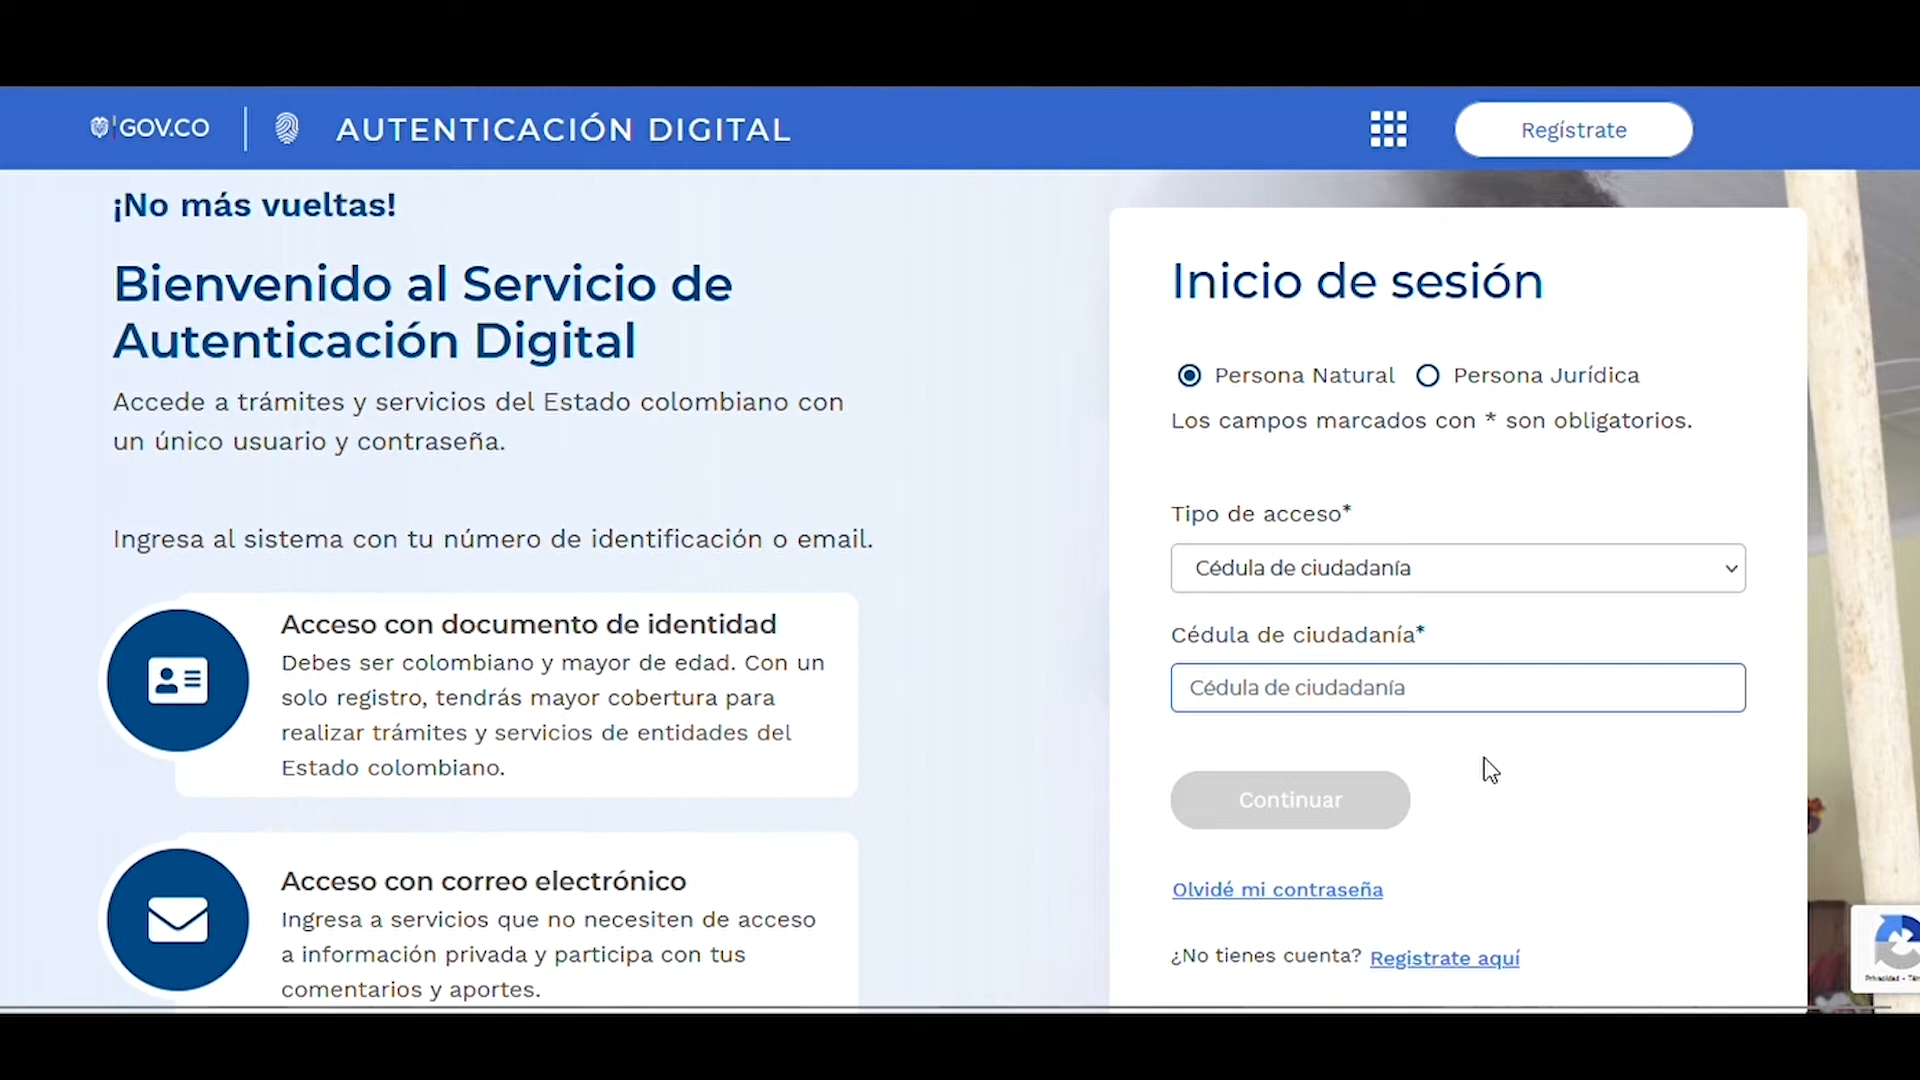 GOV.CO
AUTENTICACIÓN DIGITAL
Regístrate
¡No más vueltas!
Bienvenido al Servicio de
Autenticación Digital
Accede a trámites y servicios del Estado colombiano con
un único usuario y contraseña.
Ingresa al sistema con tu número de identificación o email.
Acceso con documento de identidad
Debes ser colombiano y mayor de edad. Con un
solo registro, tendrás mayor cobertura para
realizar trámites y servicios de entidades del
Estado colombiano.
Acceso con correo electrónico
Ingresa a servicios que no necesiten de acceso
a información privada y participa con tus
comentarios y aportes.
Inicio de sesión
Persona Natural Persona Jurídica
Los campos marcados con * son obligatorios.
Tipo de acceso*
Cédula de ciudadanía
Cédula de ciudadanía*
Cédula de ciudadanía
Continuar
Olvidé mi contraseña
¿No tienes cuenta? Registrate aquí
Privacidad -